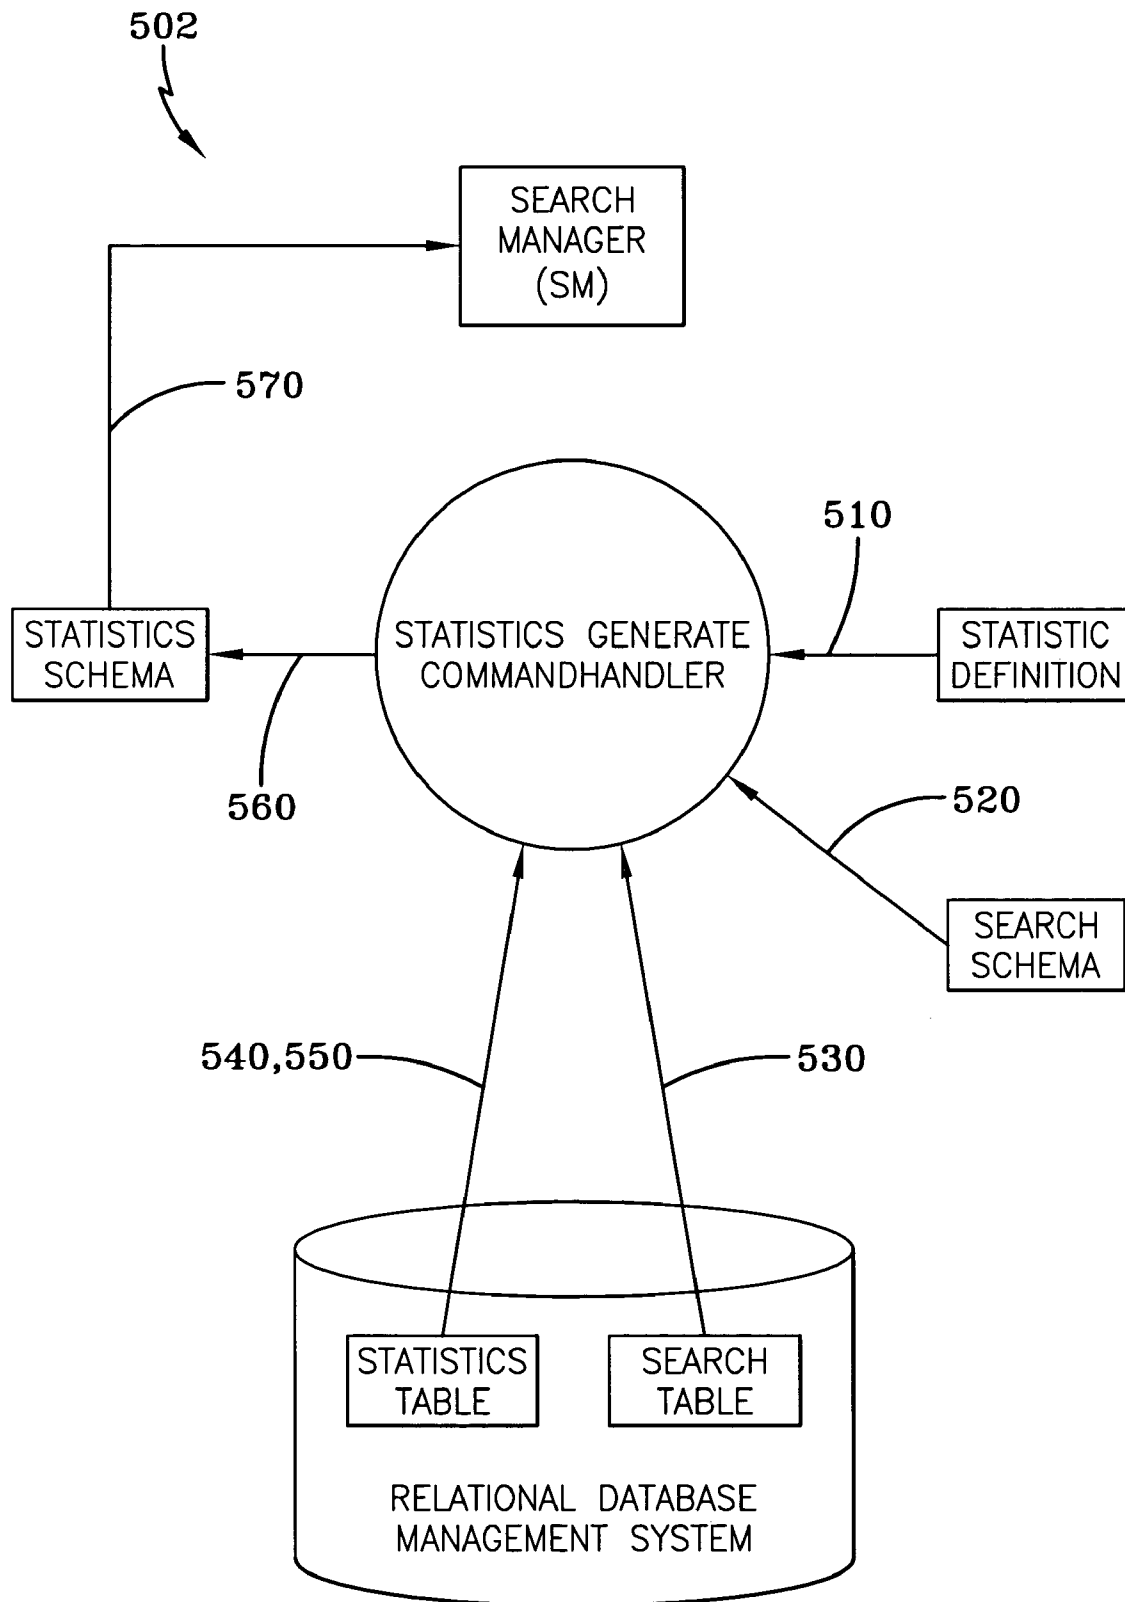 502
SEARCH
MANAGER
(SM)
570
510
STATISTICS
SCHEMA
STATISTICS GENERATE
COMMANDHANDLER
STATISTIC
DEFINITION
560
520
SEARCH
SCHEMA
540,550
530
STATISTICS
TABLE
SEARCH
TABLE
RELATIONAL DATABASE
MANAGEMENT SYSTEM